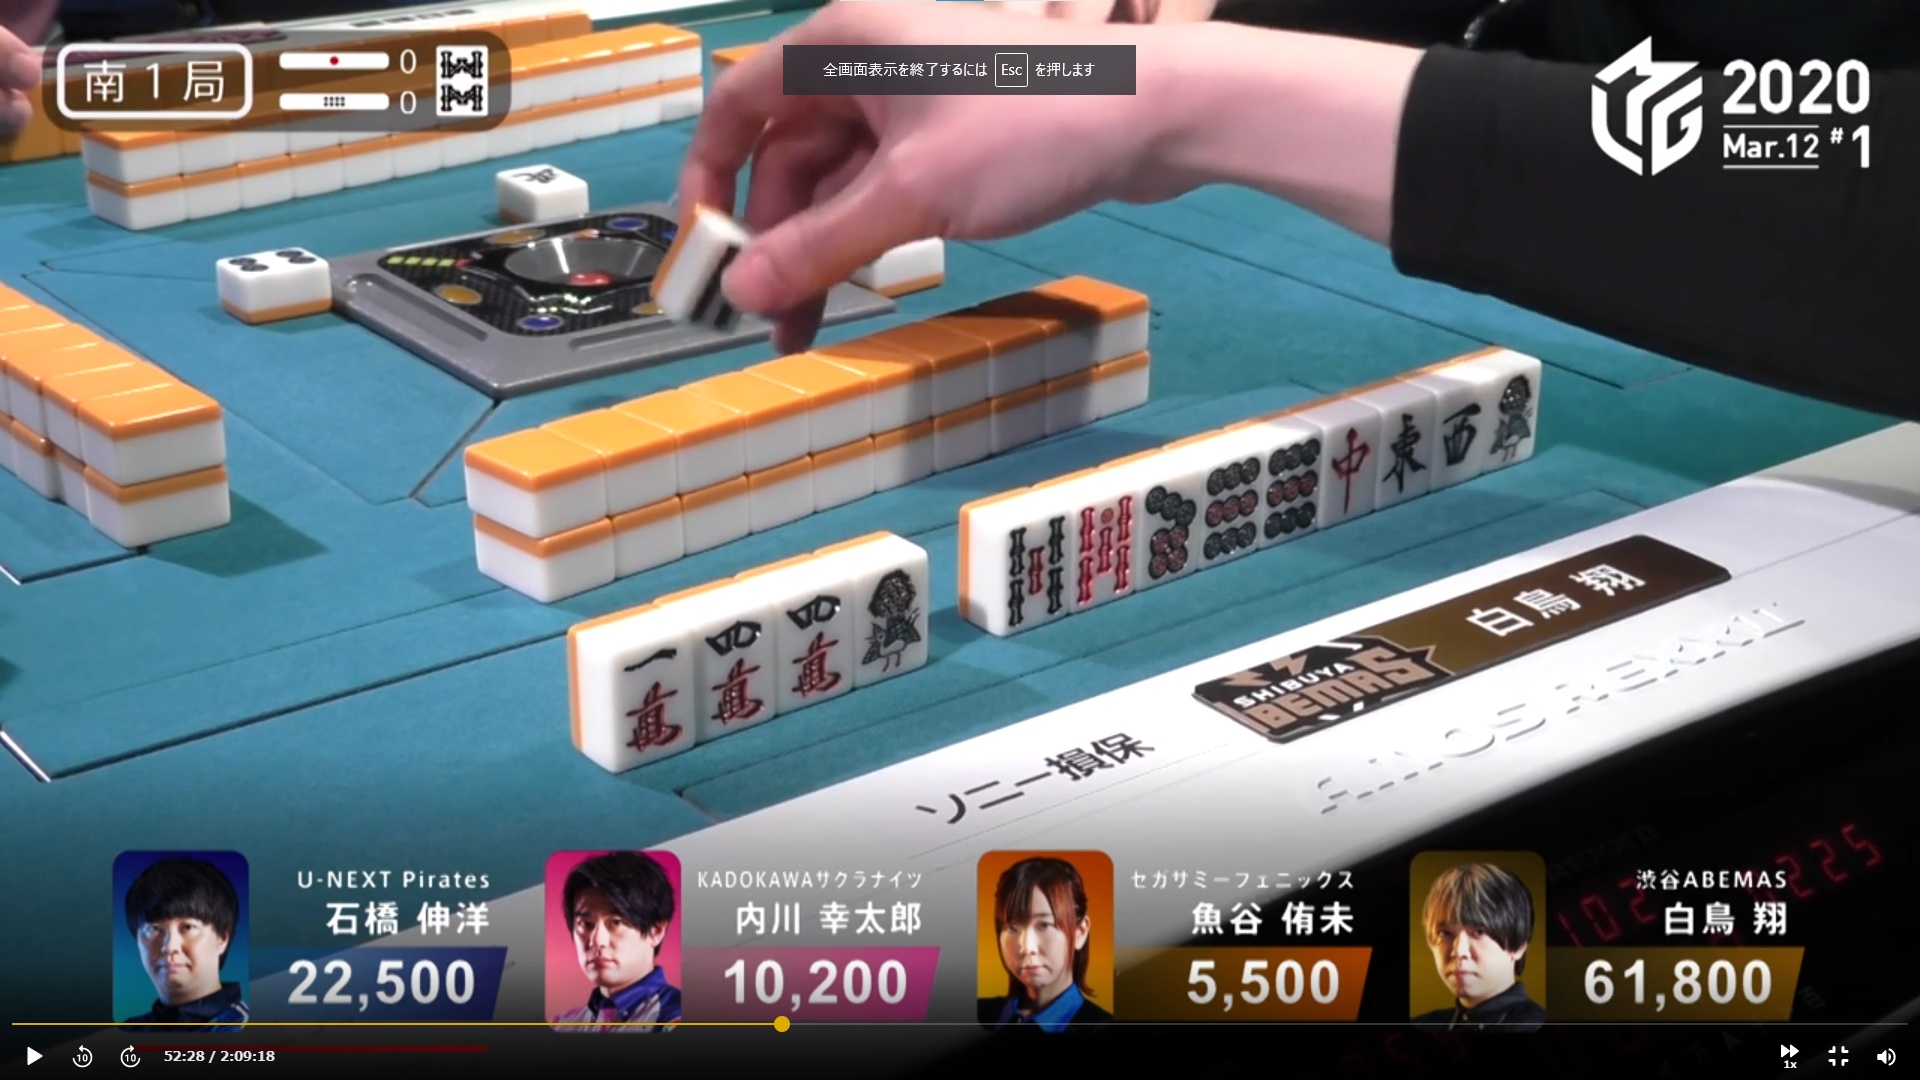 南1局
0
0
全画面表示を終了するには Esc を押します
2020
Mar.12 #1
中 東 西
一萬 四萬 四萬
白鳥 翔
SHIBUYA
ABEMAS
ソニー損保
AMOS REXX III
U-NEXT Pirates
石橋 伸洋
22,500
KADOKAWAサクラナイツ
内川 幸太郎
10,200
セガサミーフェニックス
魚谷 侑未
5,500
渋谷ABEMAS
白鳥 翔
61,800
10
10
52:28 / 2:09:18
1x